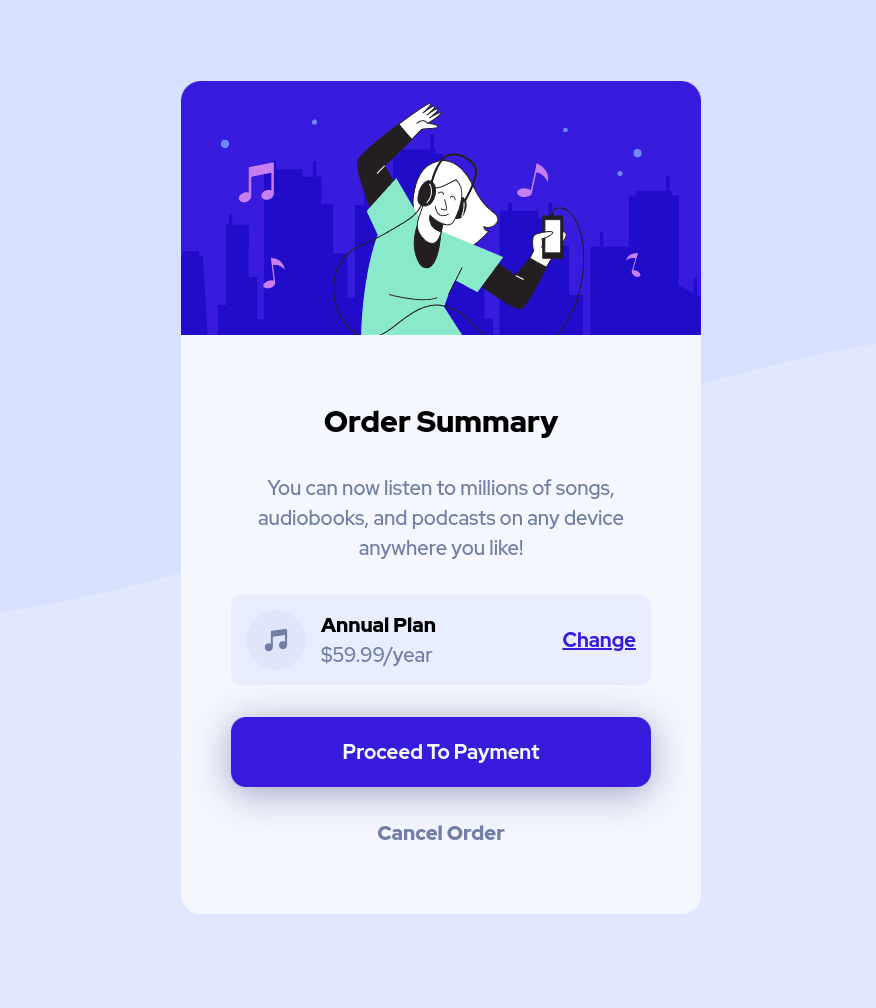 Order Summary
You can now listen to millions of songs,
audiobooks, and podcasts on any device
anywhere you like!
Annual Plan
$59.99/year
Change
Proceed To Payment
Cancel Order